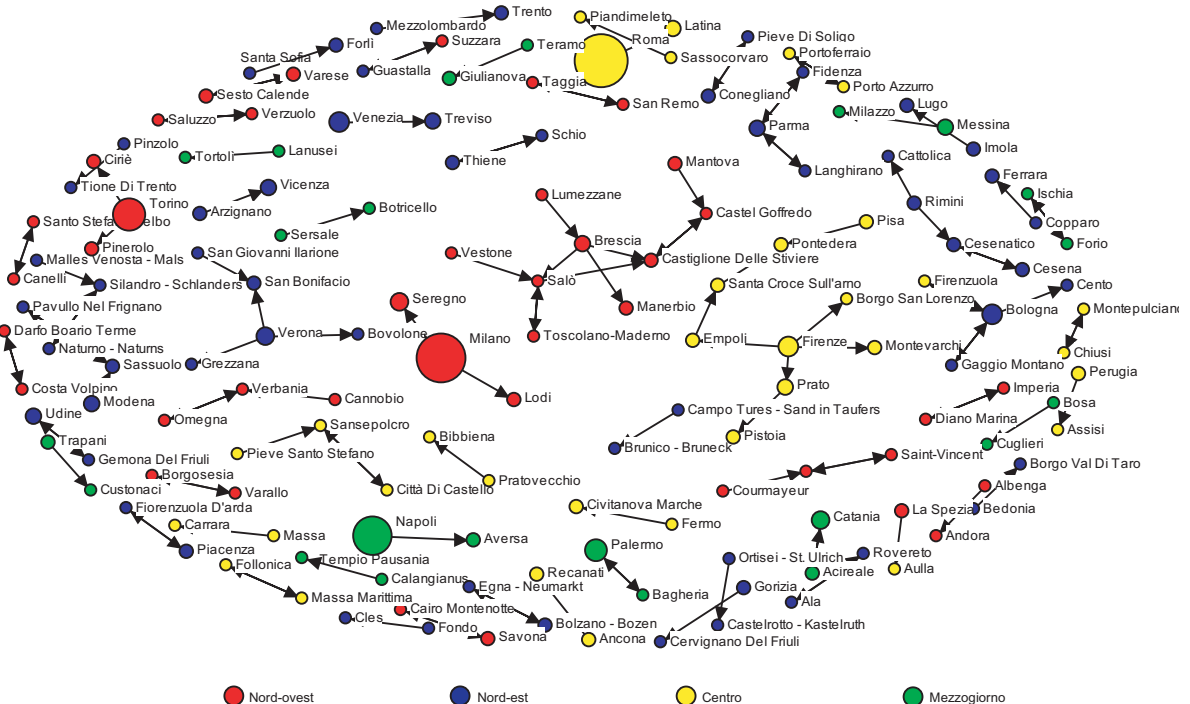 Trento
Piandimeleto
Mezzolombardo
Latina
Forlì
Suzzara
Teramo
Roma
Pieve Di Soligo
Santa Sofia
Sassocorvaro
Portoferraio
Varese
Guastalla
Giulianova
Taggia
Fidenza
Sesto Calende
Conegliano
Porto Azzurro
San Remo
Lugo
Saluzzo
Verzuolo
Venezia
Treviso
Milazzo
Parma
Messina
Schio
Pinzolo
Tortolì
Lanusei
Imola
Ciriè
Thiene
Mantova
Cattolica
Langhirano
Ferrara
Tione Di Trento
Vicenza
Lumezzane
Ischia
Torino
Arzignano
Botricello
Castel Goffredo
Rimini
Santo Stefa
elbo
Pisa
Copparo
Sersale
Brescia
Pontedera
Cesenatico
Forio
Pinerolo
San Giovanni Ilarione
Vestone
Castiglione Delle Stiviere
Malles Venosta - Mals
Cesena
Canelli
Silandro - Schlanders
San Bonifacio
Salò
Santa Croce Sull'arno
Firenzuola
Cento
Seregno
Borgo San Lorenzo
Pavullo Nel Frignano
Manerbio
Bologna
Montepulciano
Darfo Boario Terme
Verona
Bovolone
Milano
Toscolano-Maderno
Empoli
Firenze
Montevarchi
Naturno - Naturns
Chiusi
Sassuolo
Grezzana
Gaggio Montano
Perugia
Costa Volpino
Verbania
Prato
Imperia
Modena
Cannobio
Lodi
Campo Tures - Sand in Taufers
Bosa
Udine
Omegna
Sansepolcro
Diano Marina
Assisi
Trapani
Bibbiena
Pistoia
Cuglieri
Pieve Santo Stefano
Brunico - Bruneck
Saint-Vincent
Gemona Del Friuli
Borgo Val Di Taro
Borgosesia
Pratovecchio
Custonaci
Varallo
Città Di Castello
Courmayeur
Albenga
Fiorenzuola D'arda
Civitanova Marche
La Spezia
Bedonia
Carrara
Napoli
Fermo
Catania
Massa
Aversa
Andora
Piacenza
Palermo
Follonica
Tempio Pausania
Ortisei - St. Ulrich
Rovereto
Calangianus
Recanati
Acireale
Aulla
Egna - Neumarkt
Gorizia
Massa Marittima
Bagheria
Ala
Cairo Montenotte
Cles
Fondo
Bolzano - Bozen
Castelrotto - Kastelruth
Savona
Ancona
Cervignano Del Friuli
Nord-ovest
Nord-est
Centro
Mezzogiorno